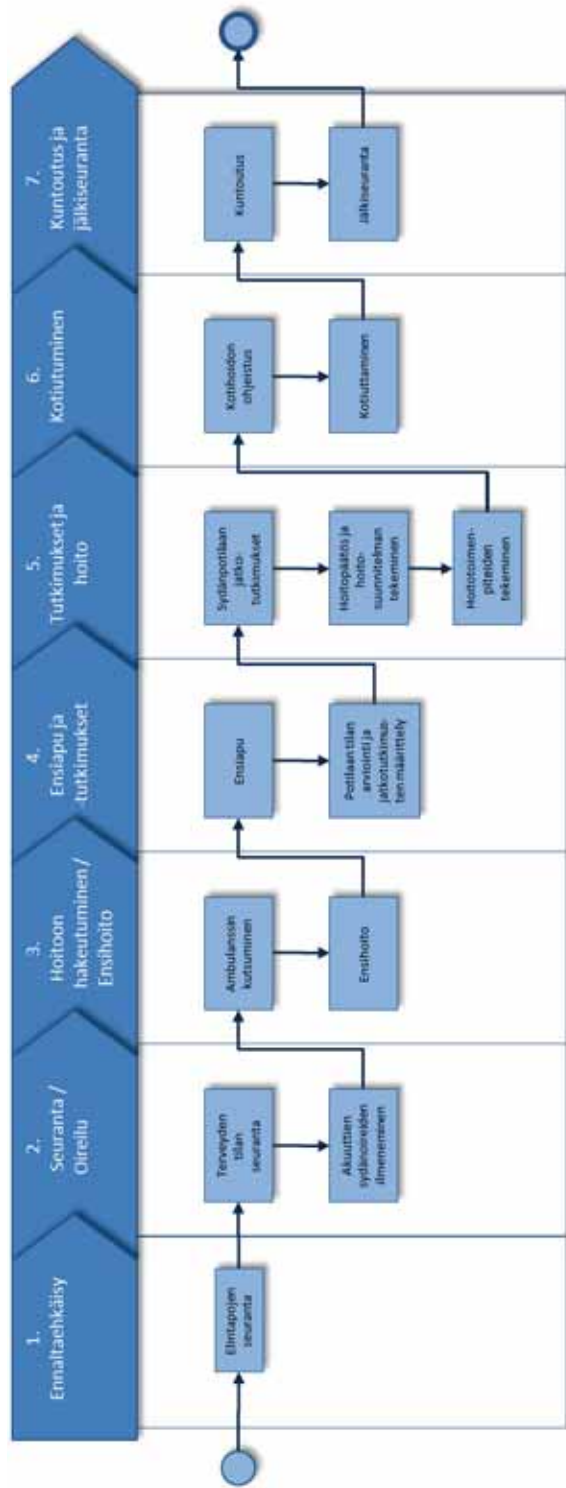 1.
Ennaltaehkäisy
2.
Seuranta /
Oireilu
3.
Hoitoon
hakeutuminen /
Ensihoito
4.
Ensiapu ja
-tutkimukset
5.
Tutkimukset ja
hoito
6.
Kotiutuminen
7.
Kuntoutus ja
jälkiseuranta
Elintapojen
seuranta
Terveyden
tilan
seuranta
Akuuttien
sydänoireiden
ilmeneminen
Ambulanssin
kutsuminen
Ensihoito
Ensiapu
Potilaan tilan
arviointi ja
jatkotutkimus-
ten määrittely
Sydänpotilaan
jatko-
tutkimukset
Hoitopäätös ja
hoito-
suunnitelman
tekeminen
Hoitotoimen-
piteiden
tekeminen
Kotihoidon
ohjeistus
Kotiuttaminen
Kuntoutus
Jälkiseuranta